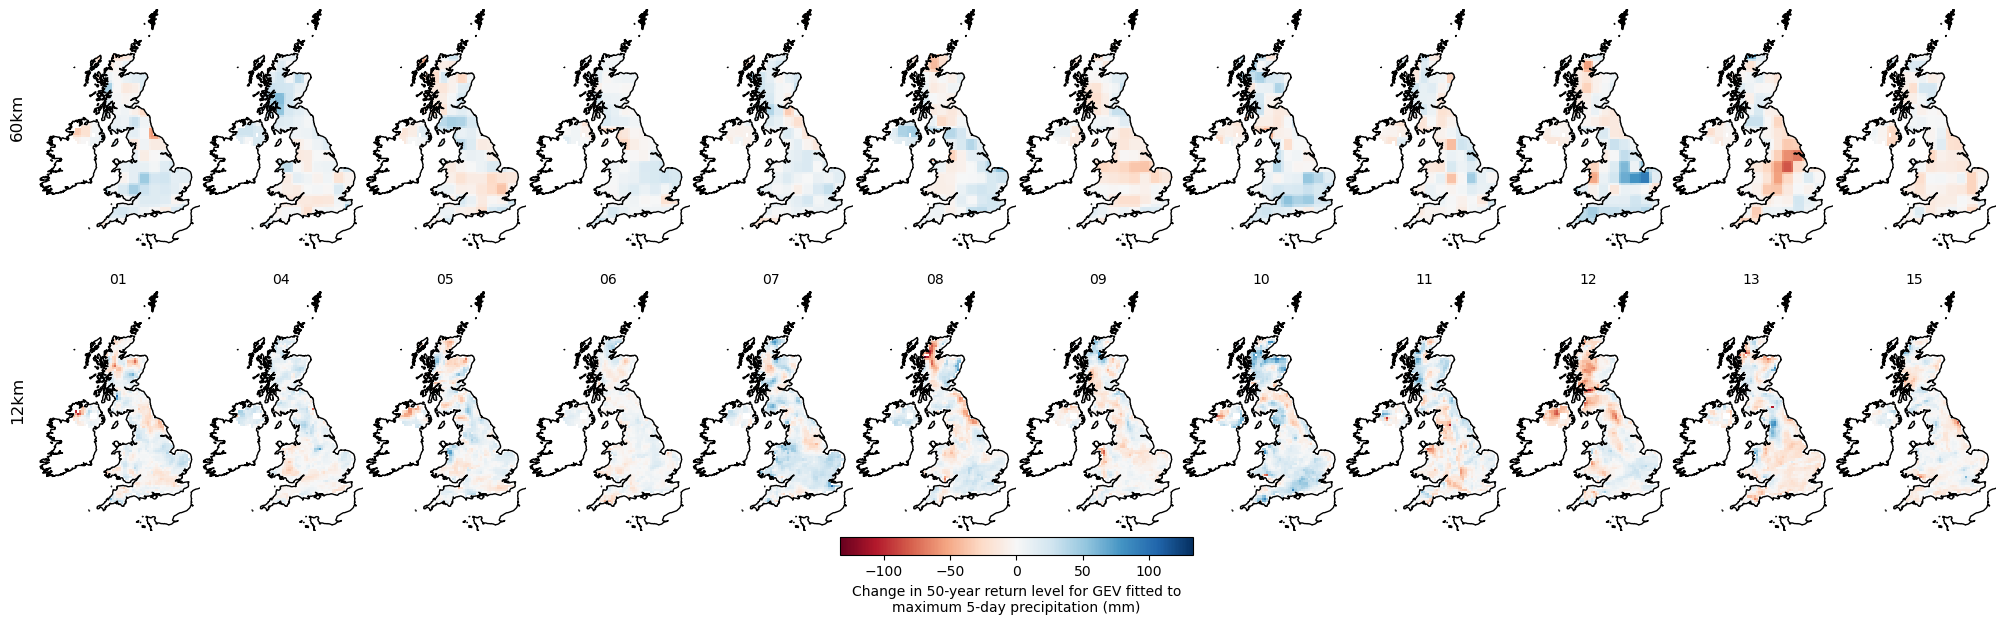 60km
01 04 05 06 07 08 09 10 11 12 13 15
12km
−100 −50 0 50 100
Change in 50-year return level for GEV fitted to
maximum 5-day precipitation (mm)